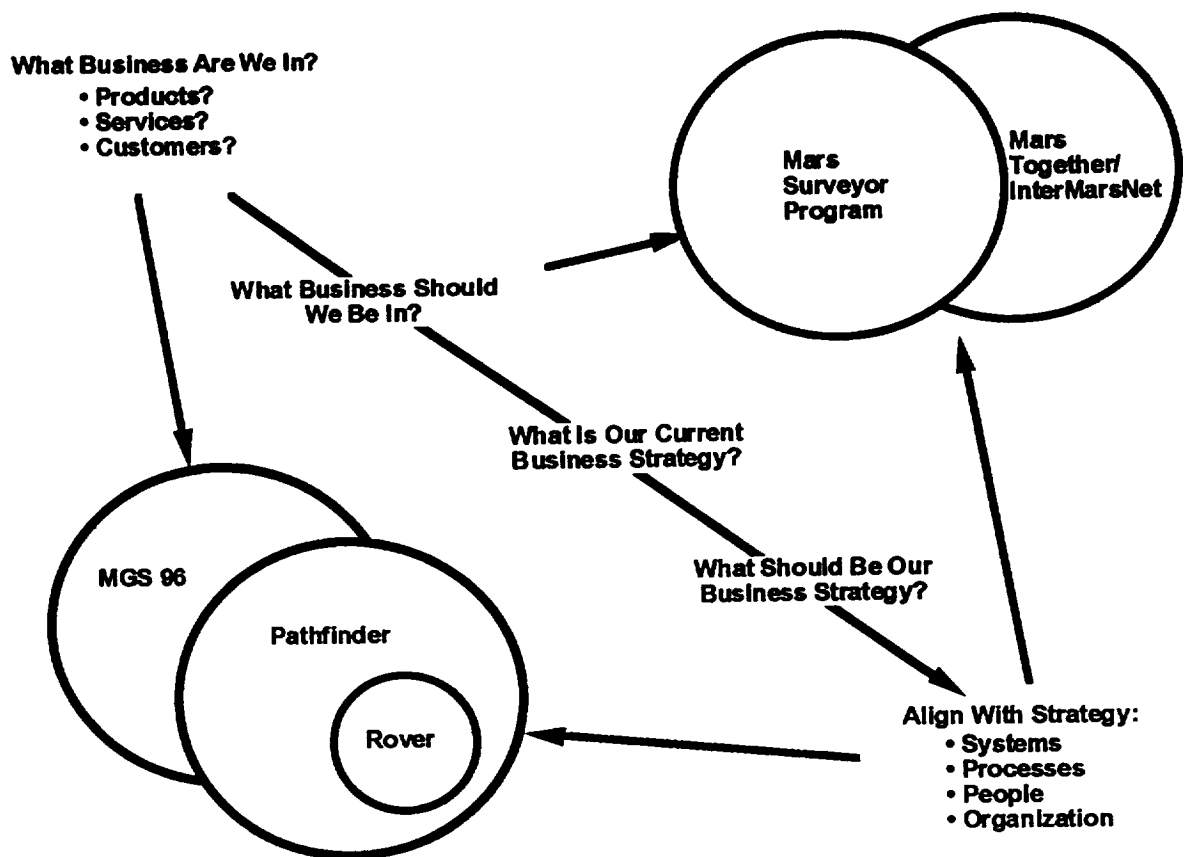 What Business Are We In?
• Products?
• Services?
• Customers?
Mars
Surveyor
Program
Mars
Together/
InterMarsNet
What Business Should
We Be In?
What Is Our Current
Business Strategy?
What Should Be Our
Business Strategy?
MGS 96
Pathfinder
Rover
Align With Strategy:
• Systems
• Processes
• People
• Organization